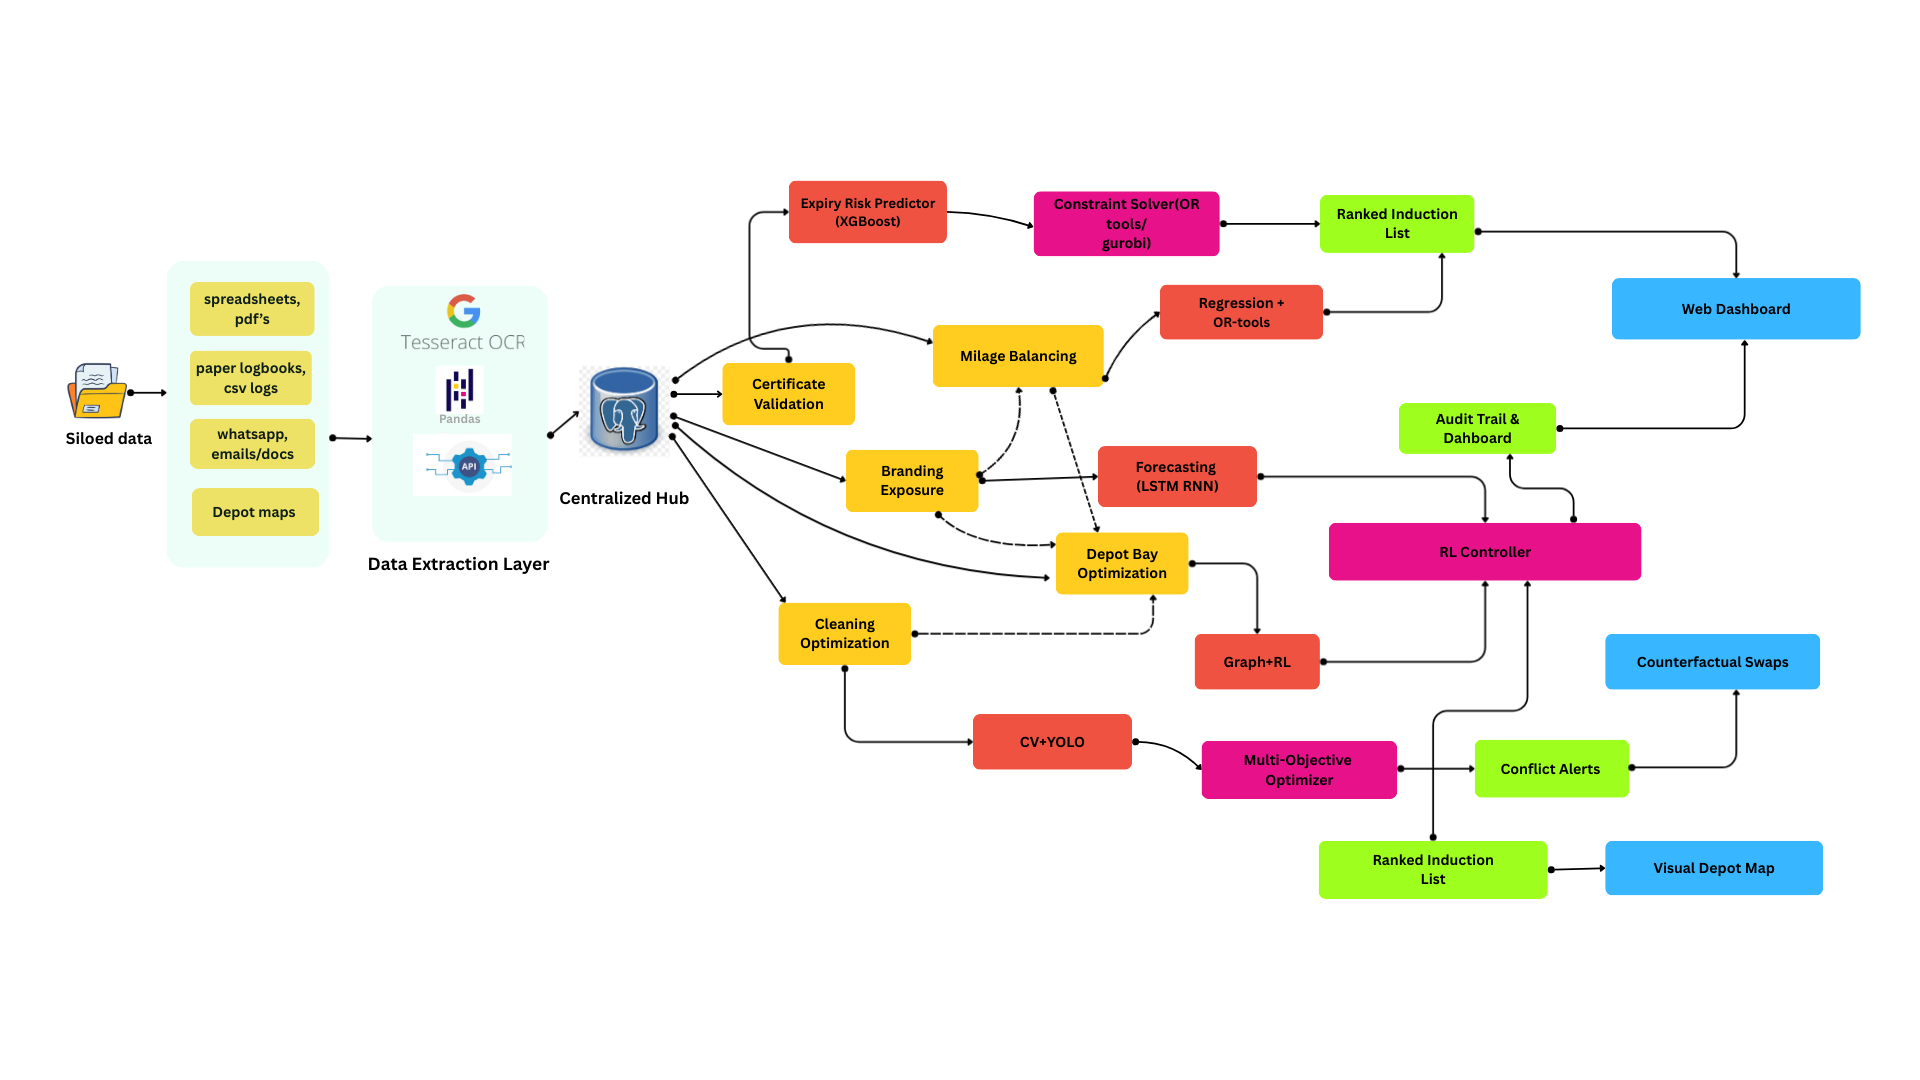 Siloed data
spreadsheets,
pdf's
paper logbooks,
csv logs
whatsapp,
emails/docs
Depot maps
Tesseract OCR
Pandas
API
Data Extraction Layer
Centralized Hub
Certificate
Validation
Expiry Risk Predictor
(XGBoost)
Constraint Solver(OR
tools/
gurobi)
Ranked Induction
List
Milage Balancing
Regression +
OR-tools
Web Dashboard
Branding
Exposure
Forecasting
(LSTM RNN)
Audit Trail &
Dahboard
Depot Bay
Optimization
RL Controller
Cleaning
Optimization
Graph+RL
Counterfactual Swaps
CV+YOLO
Multi-Objective
Optimizer
Conflict Alerts
Ranked Induction
List
Visual Depot Map